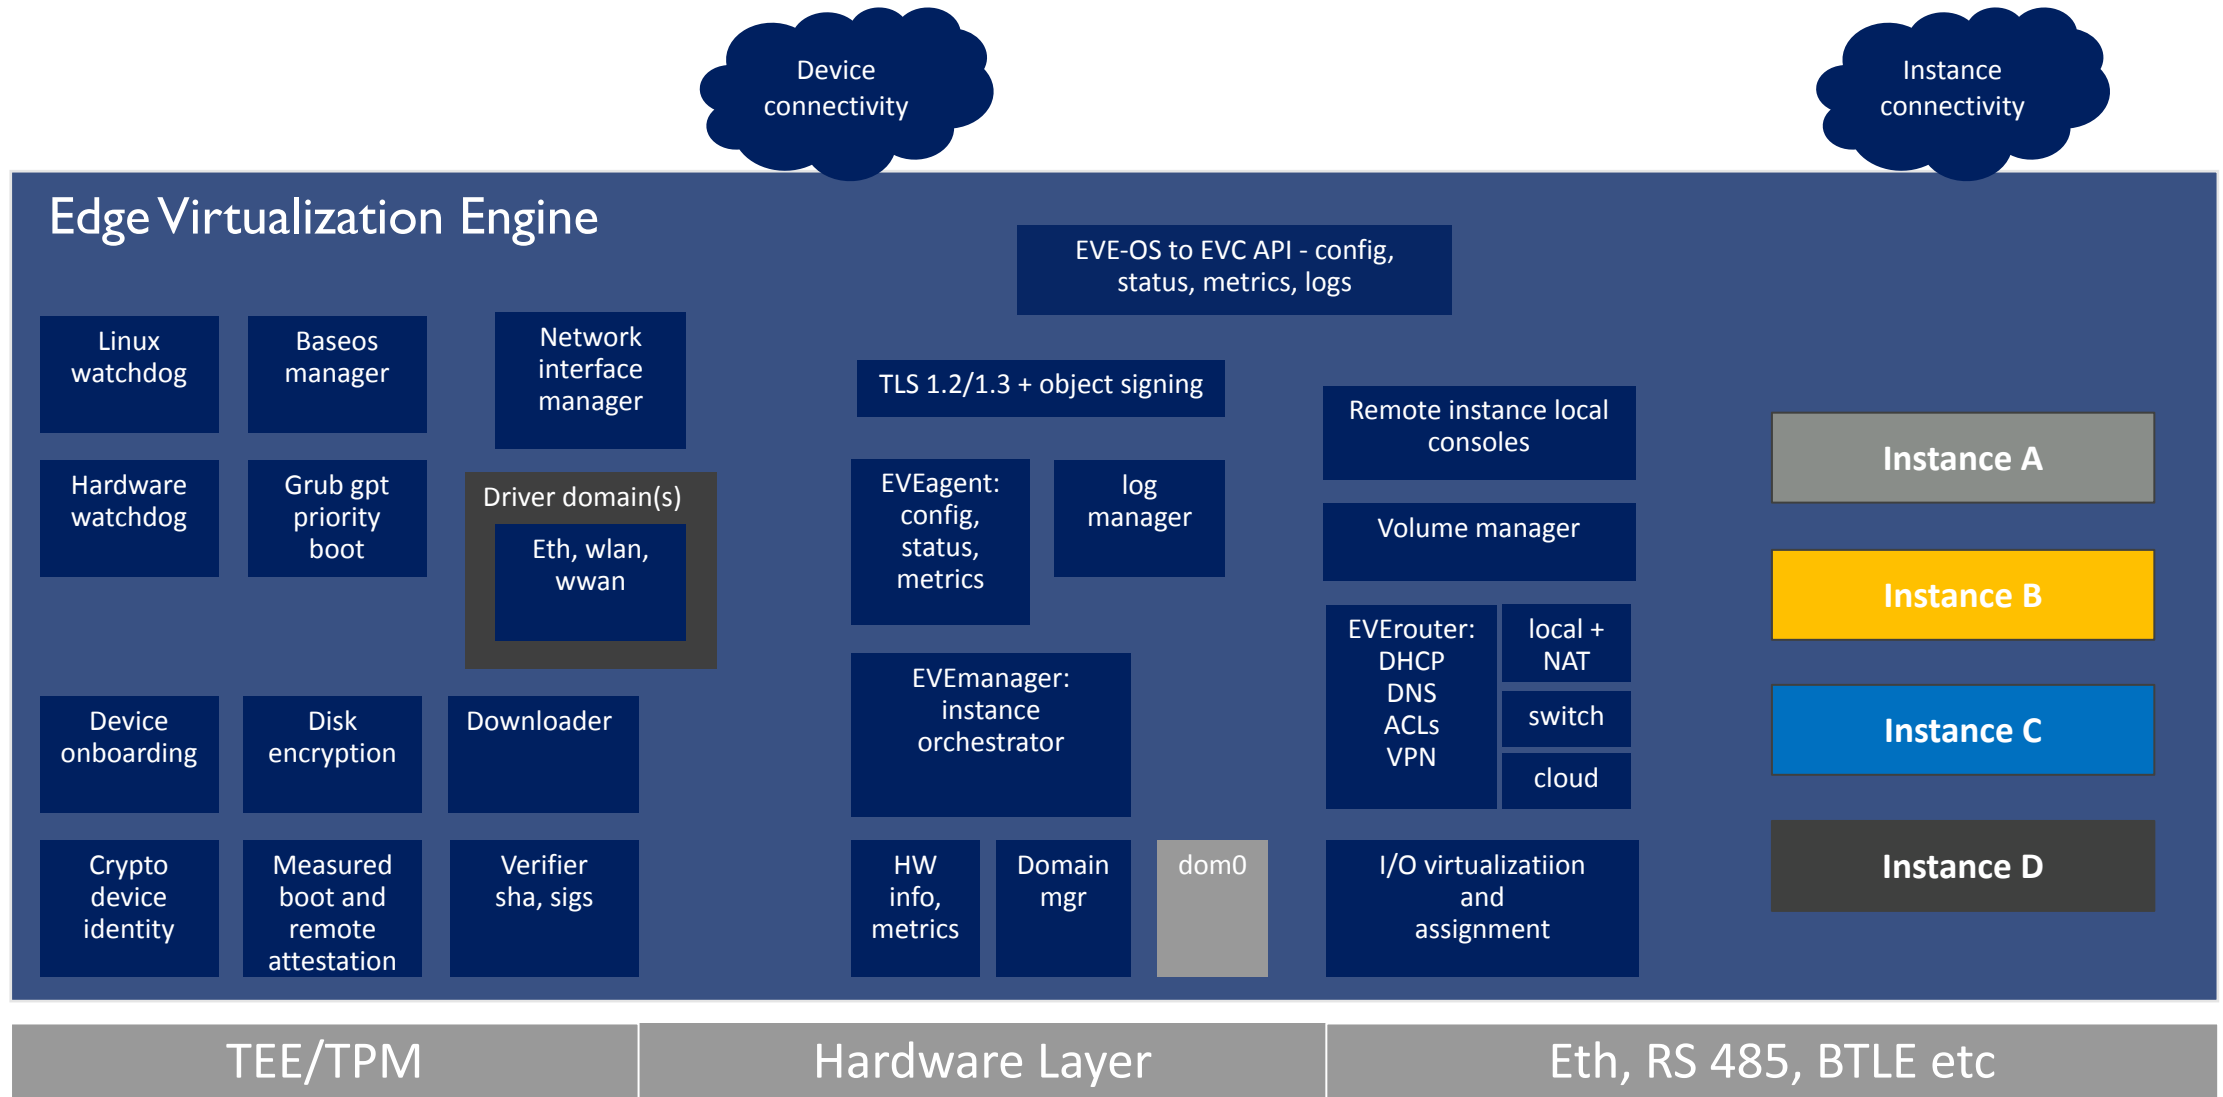 Device
connectivity
Instance
connectivity
Edge Virtualization Engine
EVE-OS to EVC API - config,
status, metrics, logs
Linux
watchdog
Baseos
manager
Network
interface
manager
TLS 1.2/1.3 + object signing
Remote instance local
consoles
Instance A
Hardware
watchdog
Grub gpt
priority
boot
Driver domain(s)
Eth, wlan,
wwan
EVEagent:
config,
status,
metrics
log
manager
Volume manager
Instance B
EVErouter:
DHCP
DNS
ACLs
VPN
local +
NAT
switch
cloud
EVEmanager:
instance
orchestrator
Device
onboarding
Disk
encryption
Downloader
Instance C
Crypto
device
identity
Measured
boot and
remote
attestation
Verifier
sha, sigs
HW
info,
metrics
Domain
mgr
dom0
I/O virtualizatiion
and
assignment
Instance D
TEE/TPM
Hardware Layer
Eth, RS 485, BTLE etc